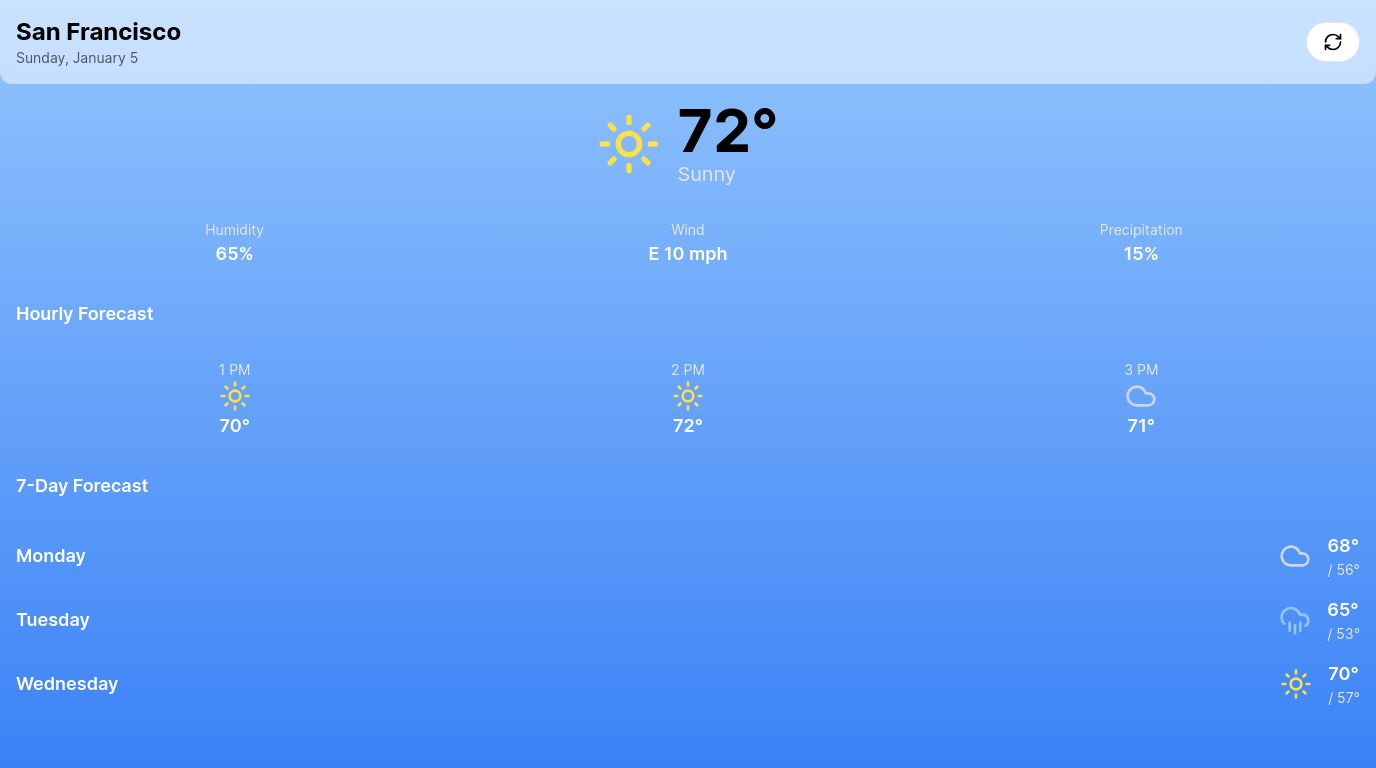 San Francisco
Sunday, January 5
72°
Sunny
Humidity
65%
Wind
E 10 mph
Precipitation
15%
Hourly Forecast
1 PM
70°
2 PM
72°
3 PM
71°
7-Day Forecast
Monday
68°
/ 56°
Tuesday
65°
/ 53°
Wednesday
70°
/ 57°